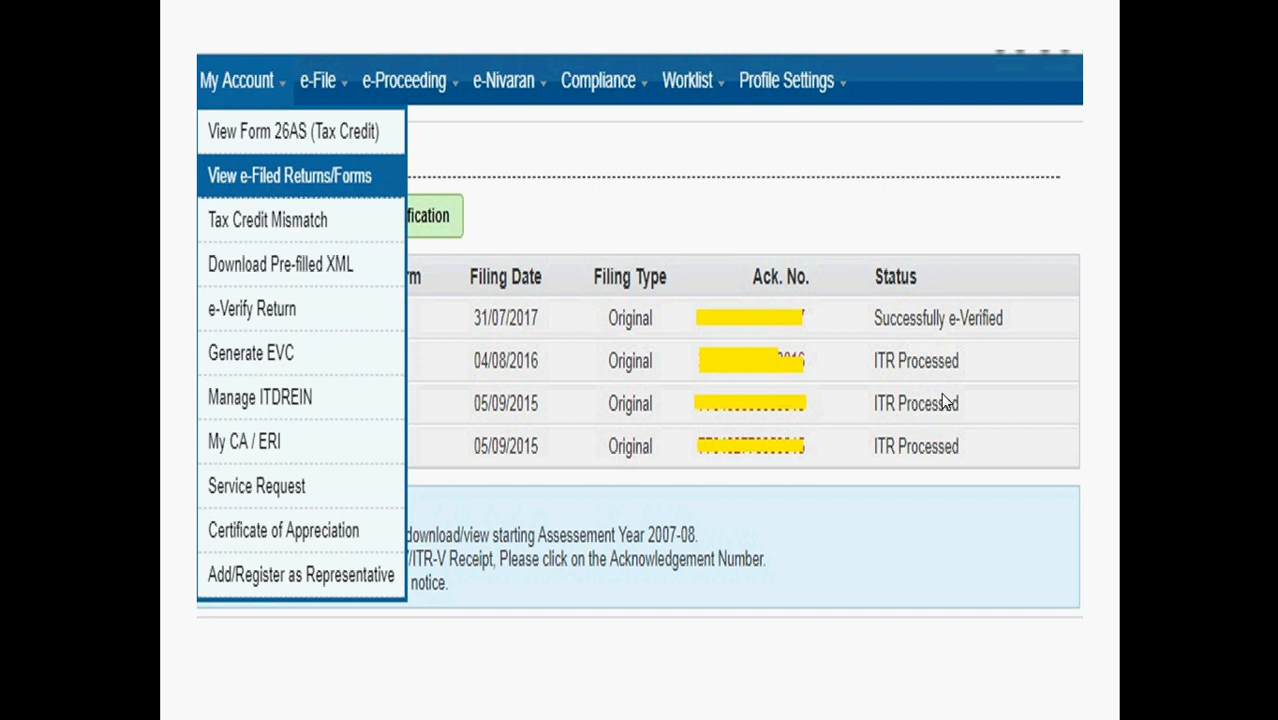 My Account e-File e-Proceeding e-Nivaran Compliance Worklist Profile Settings
View Form 26AS (Tax Credit)
View e-Filed Returns/Forms
Tax Credit Mismatch
Download Pre-filled XML
e-Verify Return
Generate EVC
Manage ITDREIN
My CA / ERI
Service Request
Certificate of Appreciation
Add/Register as Representative
fication
rm Filing Date Filing Type Ack. No. Status
31/07/2017 Original Successfully e-Verified
04/08/2016 Original ITR Processed
05/09/2015 Original ITR Processed
05/09/2015 Original ITR Processed
download/view starting Assessement Year 2007-08.
/ITR-V Receipt, Please click on the Acknowledgement Number.
notice.